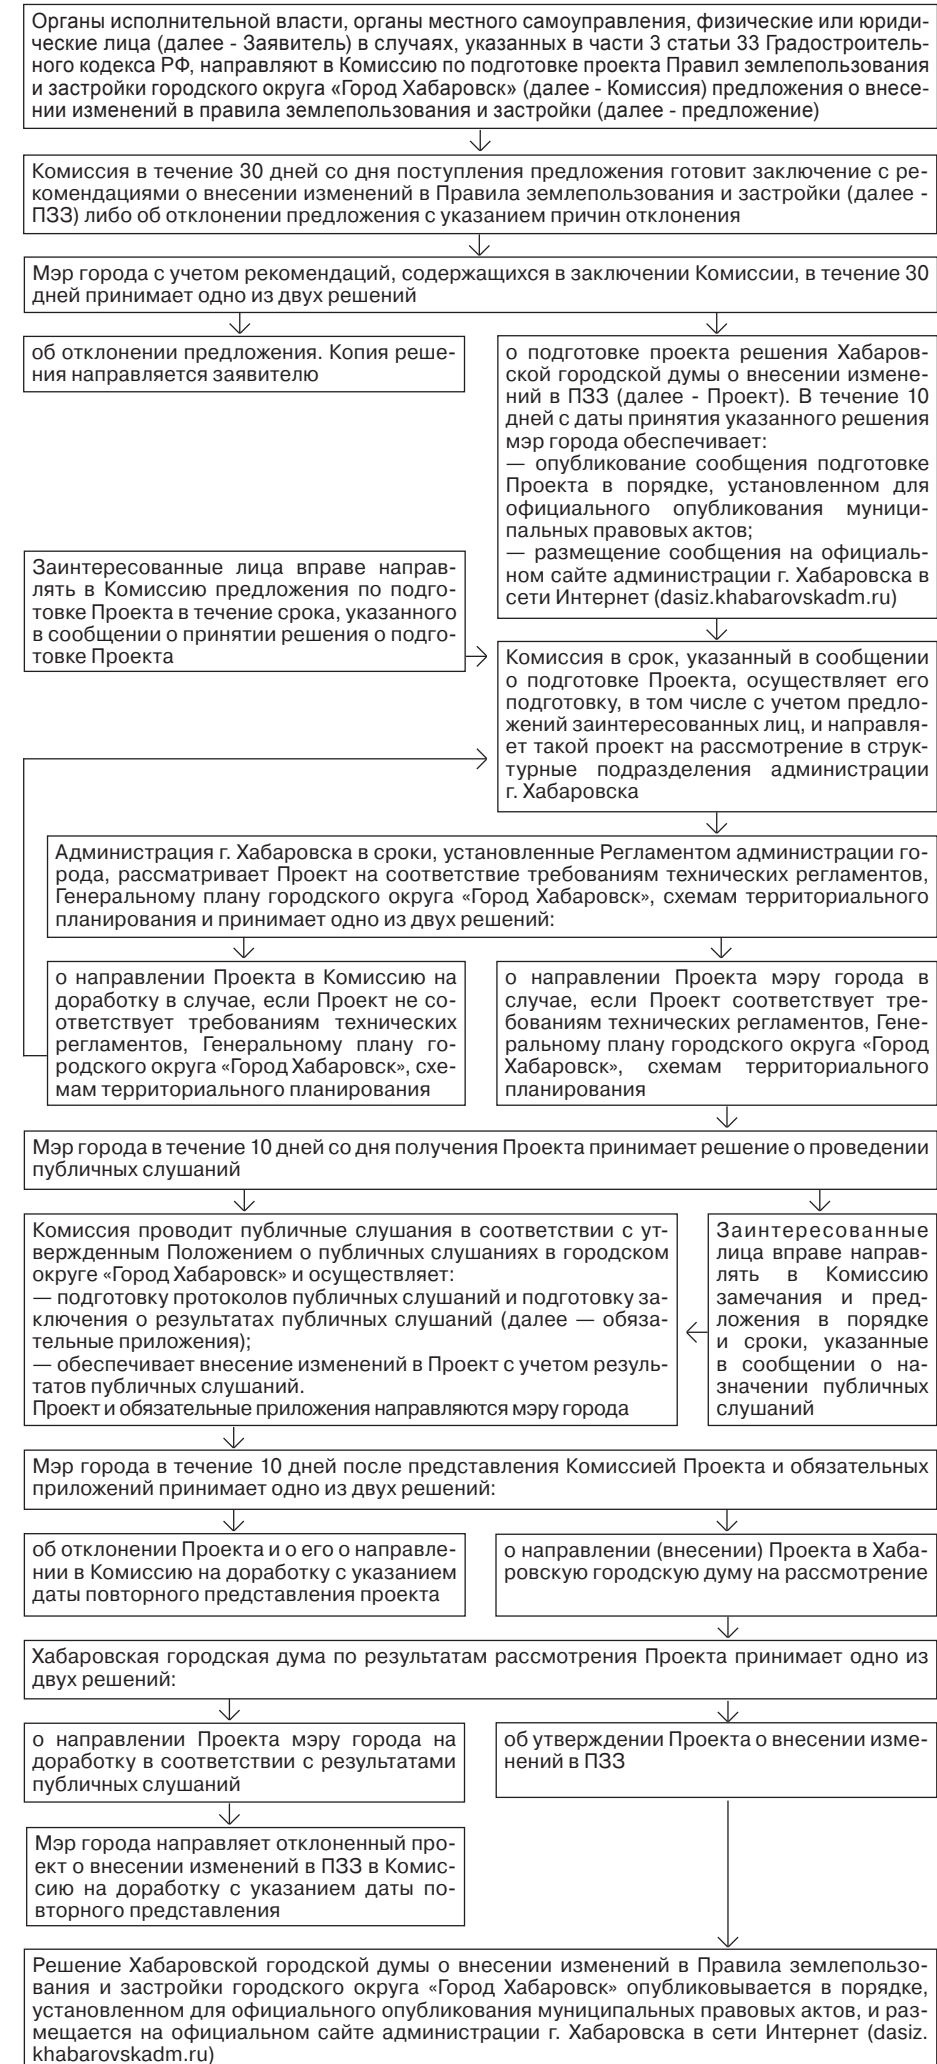 Органы исполнительной власти, органы местного самоуправления, физические или юриди-
ческие лица (далее - Заявитель) в случаях, указанных в части 3 статьи 33 Градостроитель-
ного кодекса РФ, направляют в Комиссию по подготовке проекта Правил землепользования
и застройки городского округа «Город Хабаровск» (далее - Комиссия) предложения о внесе-
нии изменений в правила землепользования и застройки (далее - предложение)
Комиссия в течение 30 дней со дня поступления предложения готовит заключение с ре-
комендациями о внесении изменений в Правила землепользования и застройки (далее -
ПЗЗ) либо об отклонении предложения с указанием причин отклонения
Мэр города с учетом рекомендаций, содержащихся в заключении Комиссии, в течение 30
дней принимает одно из двух решений
об отклонении предложения. Копия реше-
ния направляется заявителю
о подготовке проекта решения Хабаров-
ской городской думы о внесении измене-
ний в ПЗЗ (далее - Проект). В течение 10
дней с даты принятия указанного решения
мэр города обеспечивает:
— опубликование сообщения подготовке
Проекта в порядке, установленном для
официального опубликования муници-
пальных правовых актов;
— размещение сообщения на официаль-
ном сайте администрации г. Хабаровска в
сети Интернет (dasiz.khabarovskadm.ru)
Заинтересованные лица вправе направ-
лять в Комиссию предложения по подго-
товке Проекта в течение срока, указанного
в сообщении о принятии решения о подго-
товке Проекта
Комиссия в срок, указанный в сообщении
о подготовке Проекта, осуществляет его
подготовку, в том числе с учетом предло-
жений заинтересованных лиц, и направля-
ет такой проект на рассмотрение в струк-
турные подразделения администрации
г. Хабаровска
Администрация г. Хабаровска в сроки, установленные Регламентом администрации го-
рода, рассматривает Проект на соответствие требованиям технических регламентов,
Генеральному плану городского округа «Город Хабаровск», схемам территориального
планирования и принимает одно из двух решений:
о направлении Проекта в Комиссию на
доработку в случае, если Проект не со-
ответствует требованиям технических
регламентов, Генеральному плану го-
родского округа «Город Хабаровск», схе-
мам территориального планирования
о направлении Проекта мэру города в
случае, если Проект соответствует тре-
бованиям технических регламентов, Гене-
ральному плану городского округа «Город
Хабаровск», схемам территориального
планирования
Мэр города в течение 10 дней со дня получения Проекта принимает решение о проведении
публичных слушаний
Комиссия проводит публичные слушания в соответствии с ут-
вержденным Положением о публичных слушаниях в городском
округе «Город Хабаровск» и осуществляет:
— подготовку протоколов публичных слушаний и подготовку за-
ключения о результатах публичных слушаний (далее — обяза-
тельные приложения);
— обеспечивает внесение изменений в Проект с учетом резуль-
татов публичных слушаний.
Проект и обязательные приложения направляются мэру города
Заинтересованные
лица вправе направ-
лять в Комиссию
замечания и пред-
ложения в порядке
и сроки, указанные
в сообщении о на-
значении публичных
слушаний
Мэр города в течение 10 дней после представления Комиссией Проекта и обязательных
приложений принимает одно из двух решений:
об отклонении Проекта и о его о направле-
нии в Комиссию на доработку с указанием
даты повторного представления проекта
о направлении (внесении) Проекта в Хаба-
ровскую городскую думу на рассмотрение
Хабаровская городская дума по результатам рассмотрения Проекта принимает одно из
двух решений:
о направлении Проекта мэру города на
доработку в соответствии с результатами
публичных слушаний
об утверждении Проекта о внесении изме-
нений в ПЗЗ
Мэр города направляет отклоненный про-
ект о внесении изменений в ПЗЗ в Комис-
сию на доработку с указанием даты по-
вторного представления
Решение Хабаровской городской думы о внесении изменений в Правила землепользо-
вания и застройки городского округа «Город Хабаровск» опубликовывается в порядке,
установленном для официального опубликования муниципальных правовых актов, и раз-
мещается на официальном сайте администрации г. Хабаровска в сети Интернет (dasiz.
khabarovskadm.ru)